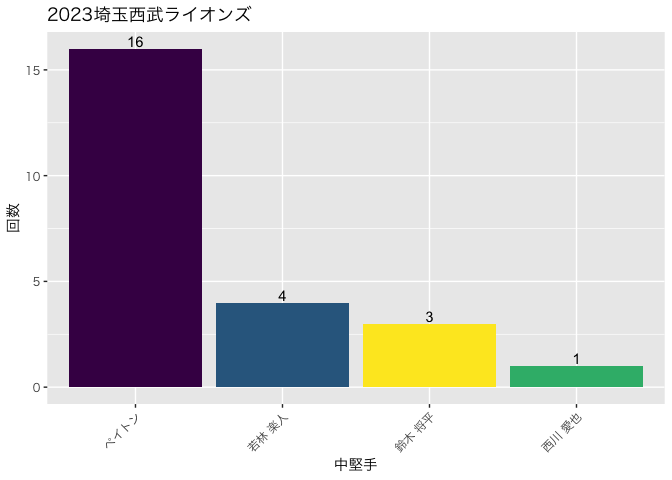 2023埼玉西武ライオンズ
16
15
10
回数
5
4
3
1
0
ペイトン
若林 楽人
鈴木 将平
西川 愛也
中堅手